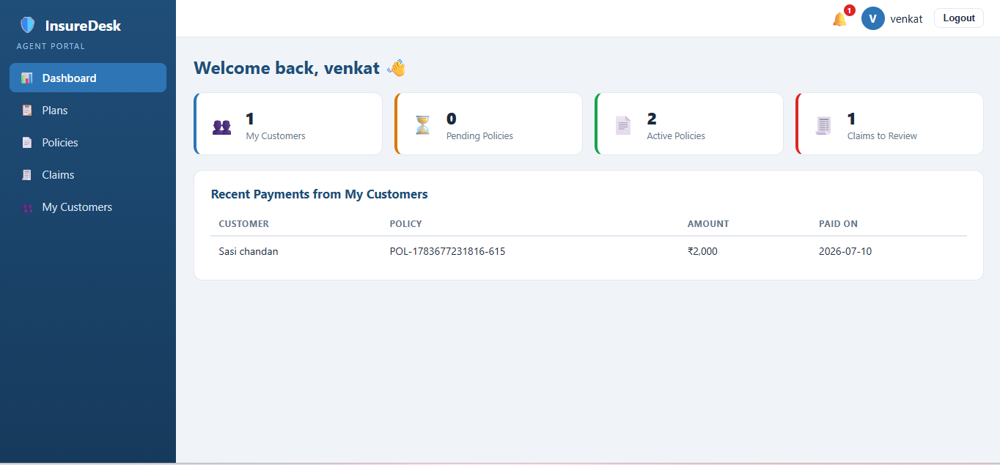 InsureDesk
AGENT PORTAL
Dashboard
Plans
Policies
Claims
My Customers
1
V
venkat
Logout
Welcome back, venkat
1
My Customers
0
Pending Policies
2
Active Policies
1
Claims to Review
Recent Payments from My Customers
CUSTOMER POLICY AMOUNT PAID ON
Sasi chandan POL-1783677231816-615 ₹2,000 2026-07-10